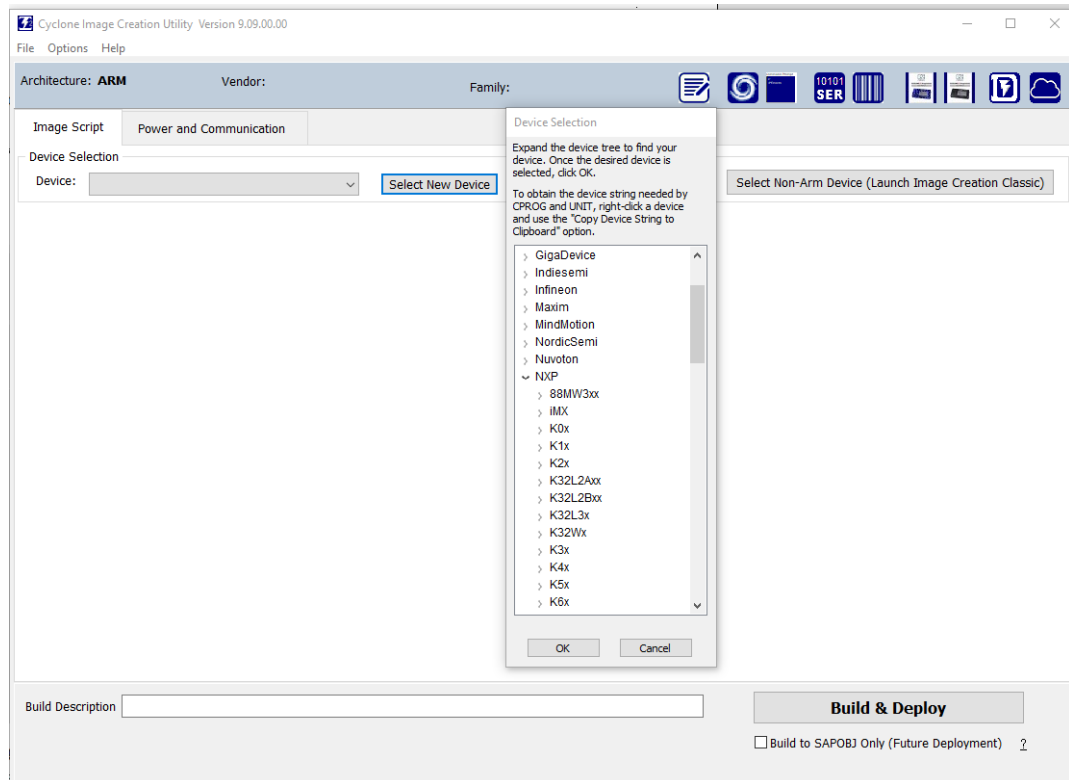 Cyclone Image Creation Utility Version 9.09.00.00
File Options Help
Architecture: ARM Vendor: Family:
10101
SER
Image Script Power and Communication
Device Selection
Device: Select New Device Select Non-Arm Device (Launch Image Creation Classic)
Device Selection
Expand the device tree to find your
device. Once the desired device is
selected, click OK.
To obtain the device string needed by
CPROG and UNIT, right-click a device
and use the "Copy Device String to
Clipboard" option.
GigaDevice
Indiesemi
Infineon
Maxim
MindMotion
NordicSemi
Nuvoton
NXP
88MW3xx
iMX
K0x
K1x
K2x
K32L2Axx
K32L2Bxx
K32L3x
K32Wx
K3x
K4x
K5x
K6x
OK Cancel
Build Description Build & Deploy
Build to SAPOBJ Only (Future Deployment) ?